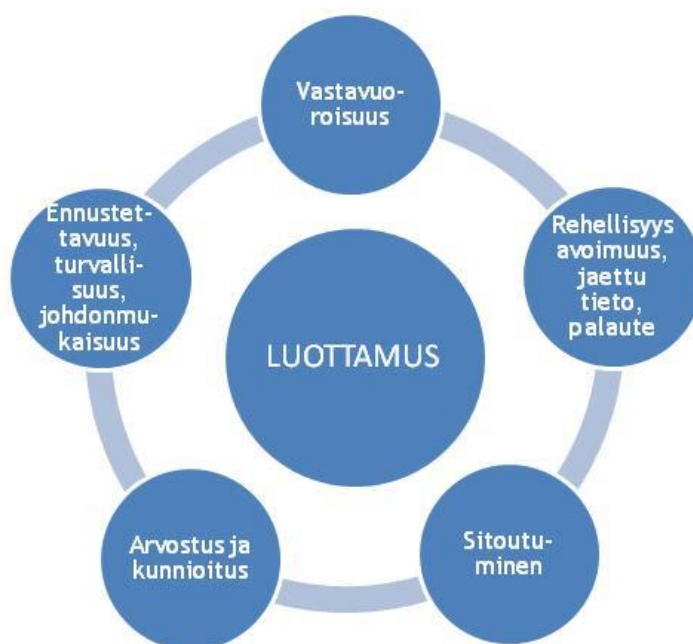 Vastavuo-
roisuus
Rehellisyys
avoimuus,
jaettu
tieto,
palaute
Sitoutu-
minen
Arvostus ja
kunnioitus
Ennustet-
tavuus,
turvalli-
suus,
johdonmu-
kaisuus
LUOTTAMUS